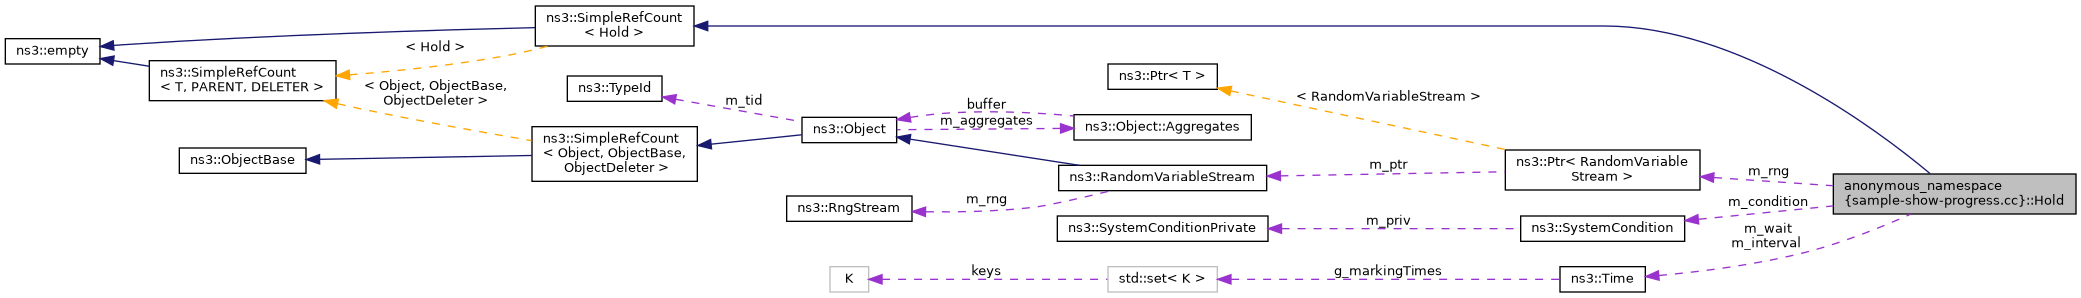 ns3::SimpleRefCount
< Hold >
ns3::empty
< Hold >
ns3::SimpleRefCount
< T, PARENT, DELETER >
< Object, ObjectBase,
ObjectDeleter >
ns3::TypeId
m_tid
ns3::Ptr< T >
< RandomVariableStream >
buffer
m_aggregates
ns3::Object
ns3::Object::Aggregates
ns3::SimpleRefCount
< Object, ObjectBase,
ObjectDeleter >
ns3::ObjectBase
ns3::RandomVariableStream
m_ptr
ns3::Ptr< RandomVariable
Stream >
m_rng
anonymous_namespace
{sample-show-progress.cc}::Hold
ns3::RngStream
m_rng
m_condition
ns3::SystemConditionPrivate
m_priv
ns3::SystemCondition
m_wait
m_interval
K
keys
std::set< K >
g_markingTimes
ns3::Time